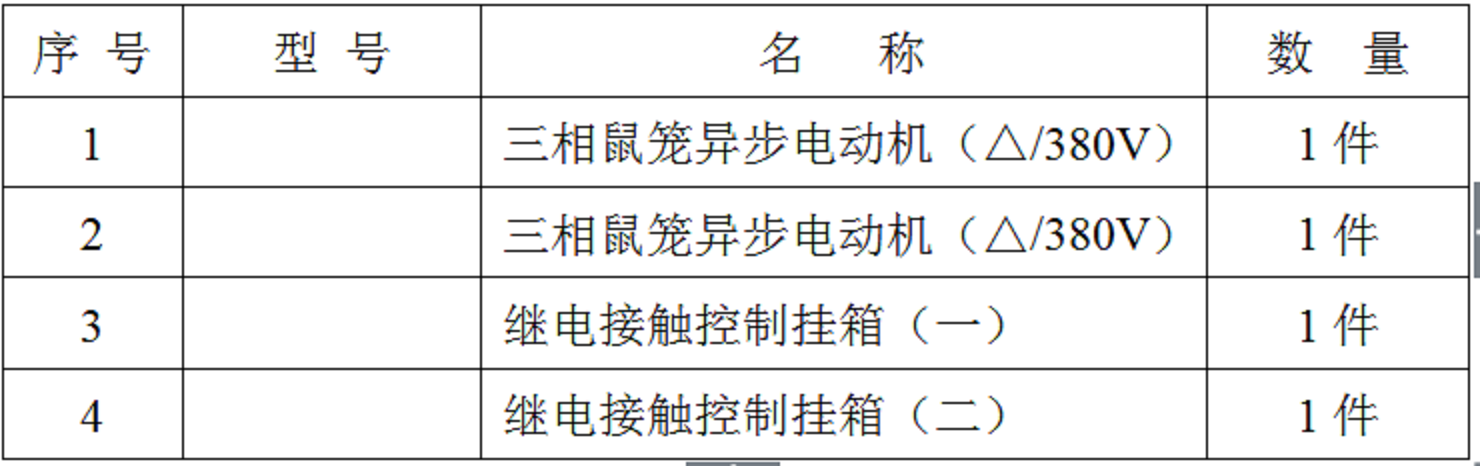 序 号 型 号 名 称 数 量
1 三相鼠笼异步电动机（△/380V） 1 件
2 三相鼠笼异步电动机（△/380V） 1 件
3 继电接触控制挂箱（一） 1 件
4 继电接触控制挂箱（二） 1 件